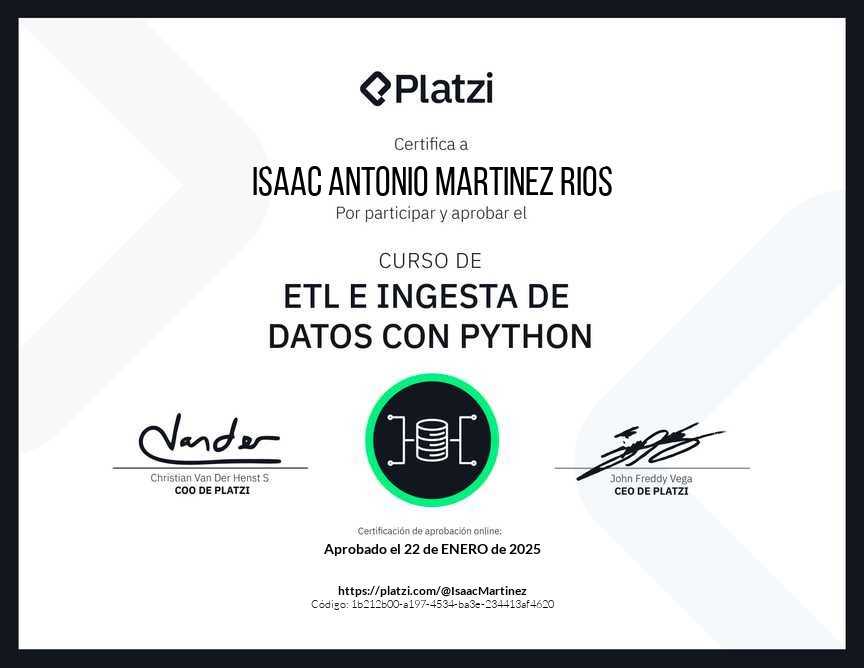 Platzi
Certifica a
ISAAC ANTONIO MARTINEZ RIOS
Por participar y aprobar el
CURSO DE
ETL E INGESTA DE
DATOS CON PYTHON
Vander
Christian Van Der Henst S
COO DE PLATZI
John Freddy Vega
CEO DE PLATZI
Certificación de aprobación online:
Aprobado el 22 de ENERO de 2025
https://platzi.com/@IsaacMartinez
Código: 1b212b00-a197-4534-ba3e-234413af4620